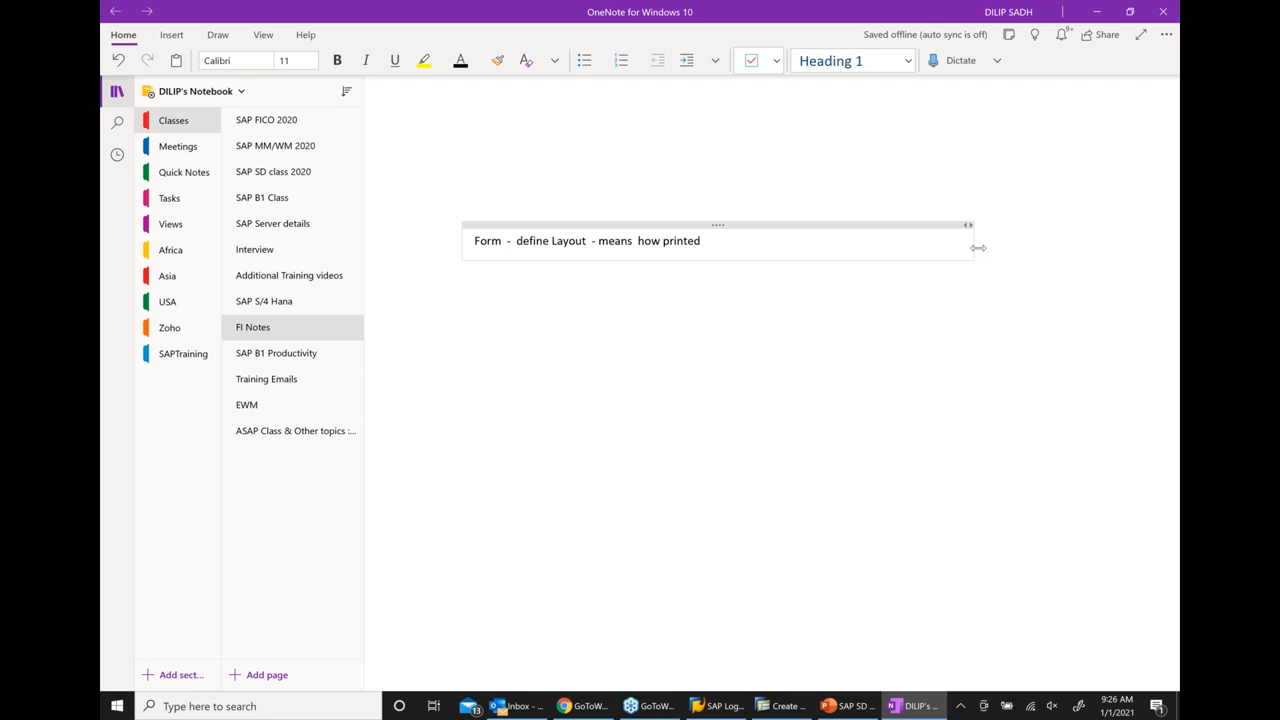 OneNote for Windows 10
DILIP SADH
Home Insert Draw View Help
Saved offline (auto sync is off)
9+
Share
Calibri 11 B I U A A Heading 1 Dictate
DILIP's Notebook
Classes
Meetings
Quick Notes
Tasks
Views
Africa
Asia
USA
Zoho
SAPTraining
SAP FICO 2020
SAP MM/WM 2020
SAP SD class 2020
SAP B1 Class
SAP Server details
Interview
Additional Training videos
SAP S/4 Hana
FI Notes
SAP B1 Productivity
Training Emails
EWM
ASAP Class & Other topics :...
Form - define Layout - means how printed
+ Add sect...
+ Add page
Type here to search
13
Inbox - ...
GoToW...
GoToW...
SAP Log...
Create ...
SAP SD ...
DILIP's ...
9:26 AM
1/1/2021
1